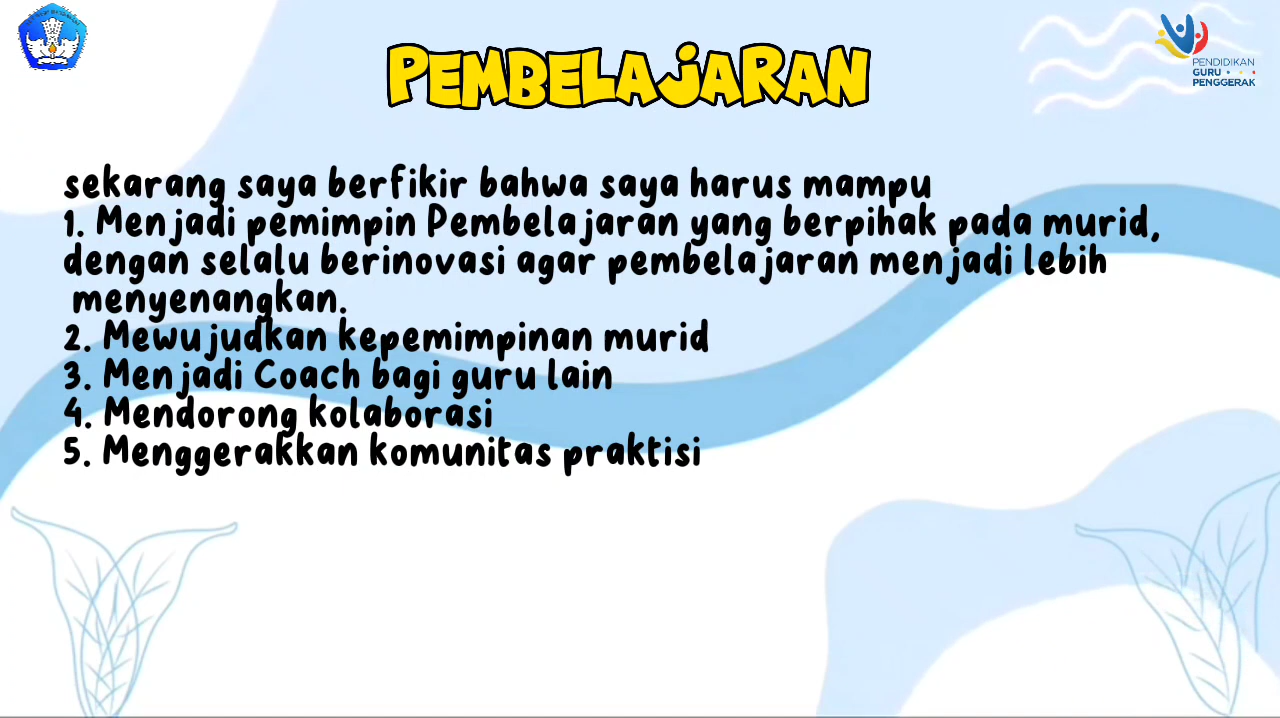 PEMBELAJARAN
PENDIDIKAN
GURU
PENGGERAK
sekarang saya berfikir bahwa saya harus mampu
1. Menjadi pemimpin Pembelajaran yang berpihak pada murid,
dengan selalu berinovasi agar pembelajaran menjadi lebih
menyenangkan.
2. Mewujudkan kepemimpinan murid
3. Menjadi Coach bagi guru lain
4. Mendorong kolaborasi
5. Menggerakkan komunitas praktisi